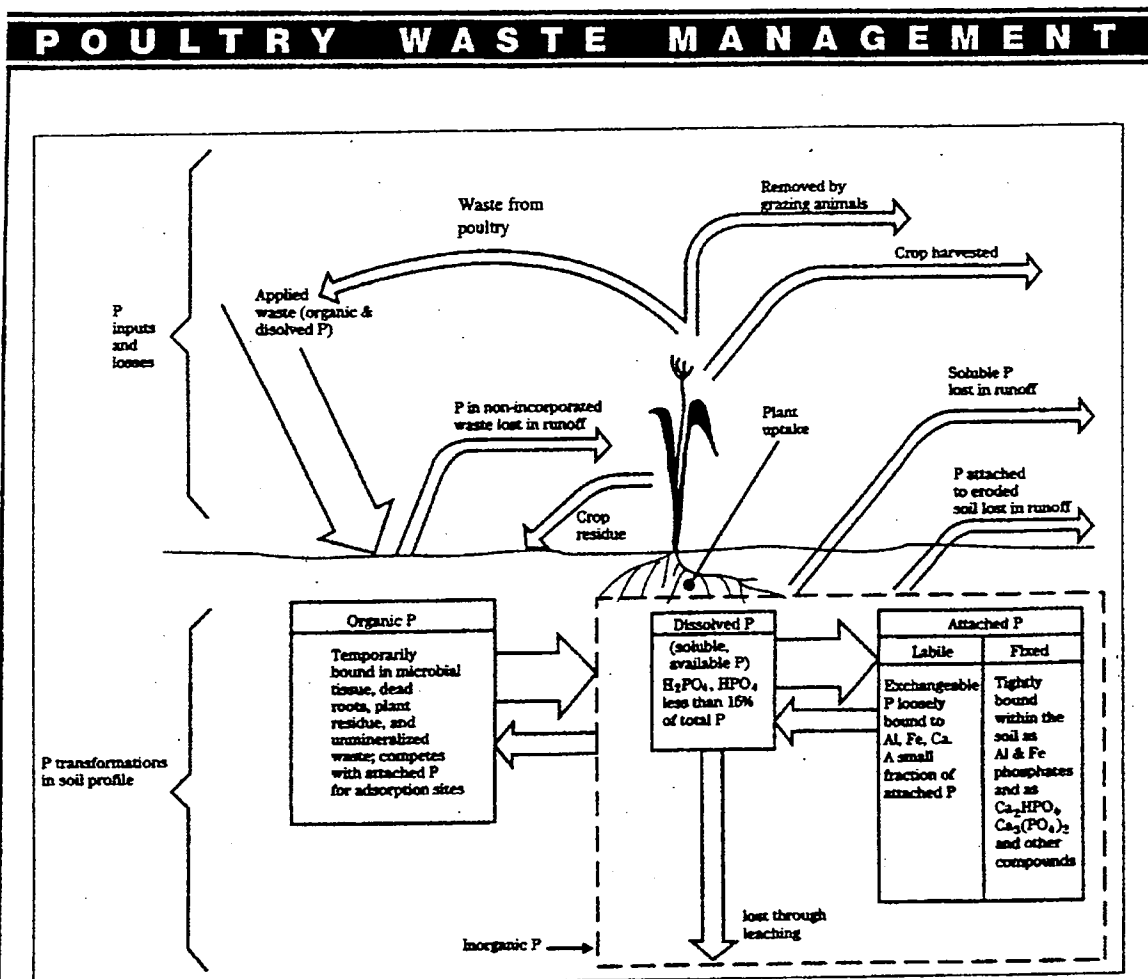 POULTRY WASTE MANAGEMENT
Waste from
poultry
Removed by
grazing animals
Crop harvested
P
inputs
and
losses
Applied
waste (organic &
disolved P)
P in non-incorporated
waste lost in runoff
Plant
uptake
Soluble P
lost in runoff
P attached
to eroded
soil lost in runoff
Crop
residue
P transformations
in soil profile
Organic P
Temporarily
bound in microbial
tissue, dead
roots, plant
residue, and
unmineralized
waste; competes
with attached P
for adsorption sites
Dissolved P
(soluble,
available P)
H₂PO₄, HPO₄
less than 15%
of total P
Attached P
Labile
Exchangeable
P loosely
bound to
Al, Fe, Ca.
A small
fraction of
attached P
Fixed
Tightly
bound
within the
soil as
Al & Fe
phosphates
and as
Ca₂HPO₄,
Ca₃(PO₄)₂
and other
compounds
Inorganic P
lost through
leaching